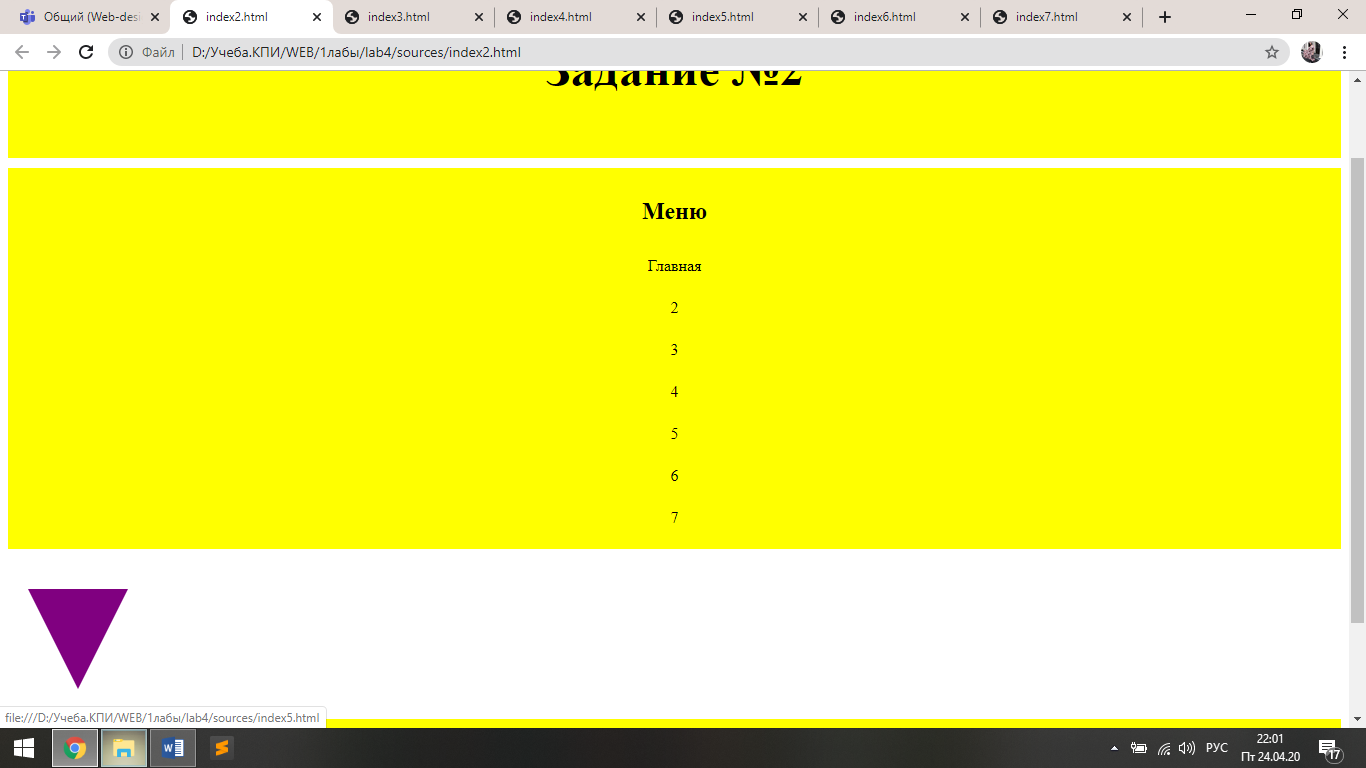 Общий (Web-des
index2.html
index3.html
index4.html
index5.html
index6.html
index7.html
Файл
D:/Учеба.КПИ/WEB/1лабы/lab4/sources/index2.html
Задание №2
Меню
Главная
2
3
4
5
6
7
file:///D:/Учеба.КПИ/WEB/1лабы/lab4/sources/index5.html
РУС
22:01
Пт 24.04.20
17